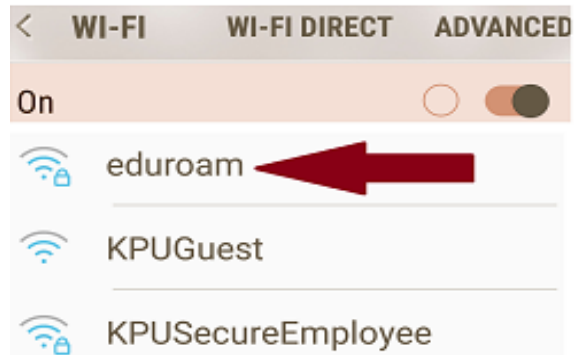 WI-FI WI-FI DIRECT ADVANCED
On
eduroam
KPUGuest
KPUSecureEmployee